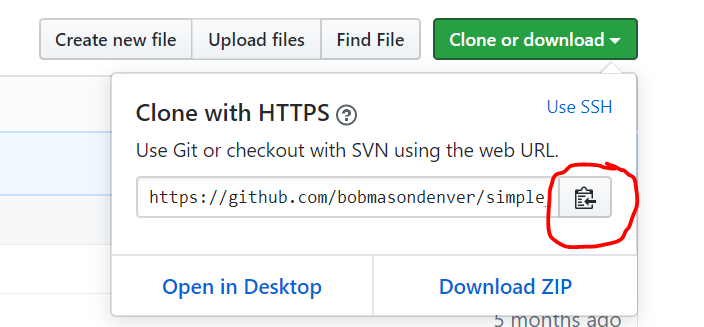 Create new file Upload files Find File Clone or download
Clone with HTTPS ?
Use SSH
Use Git or checkout with SVN using the web URL.
https://github.com/bobmasondenver/simple
Open in Desktop Download ZIP
5 months ago